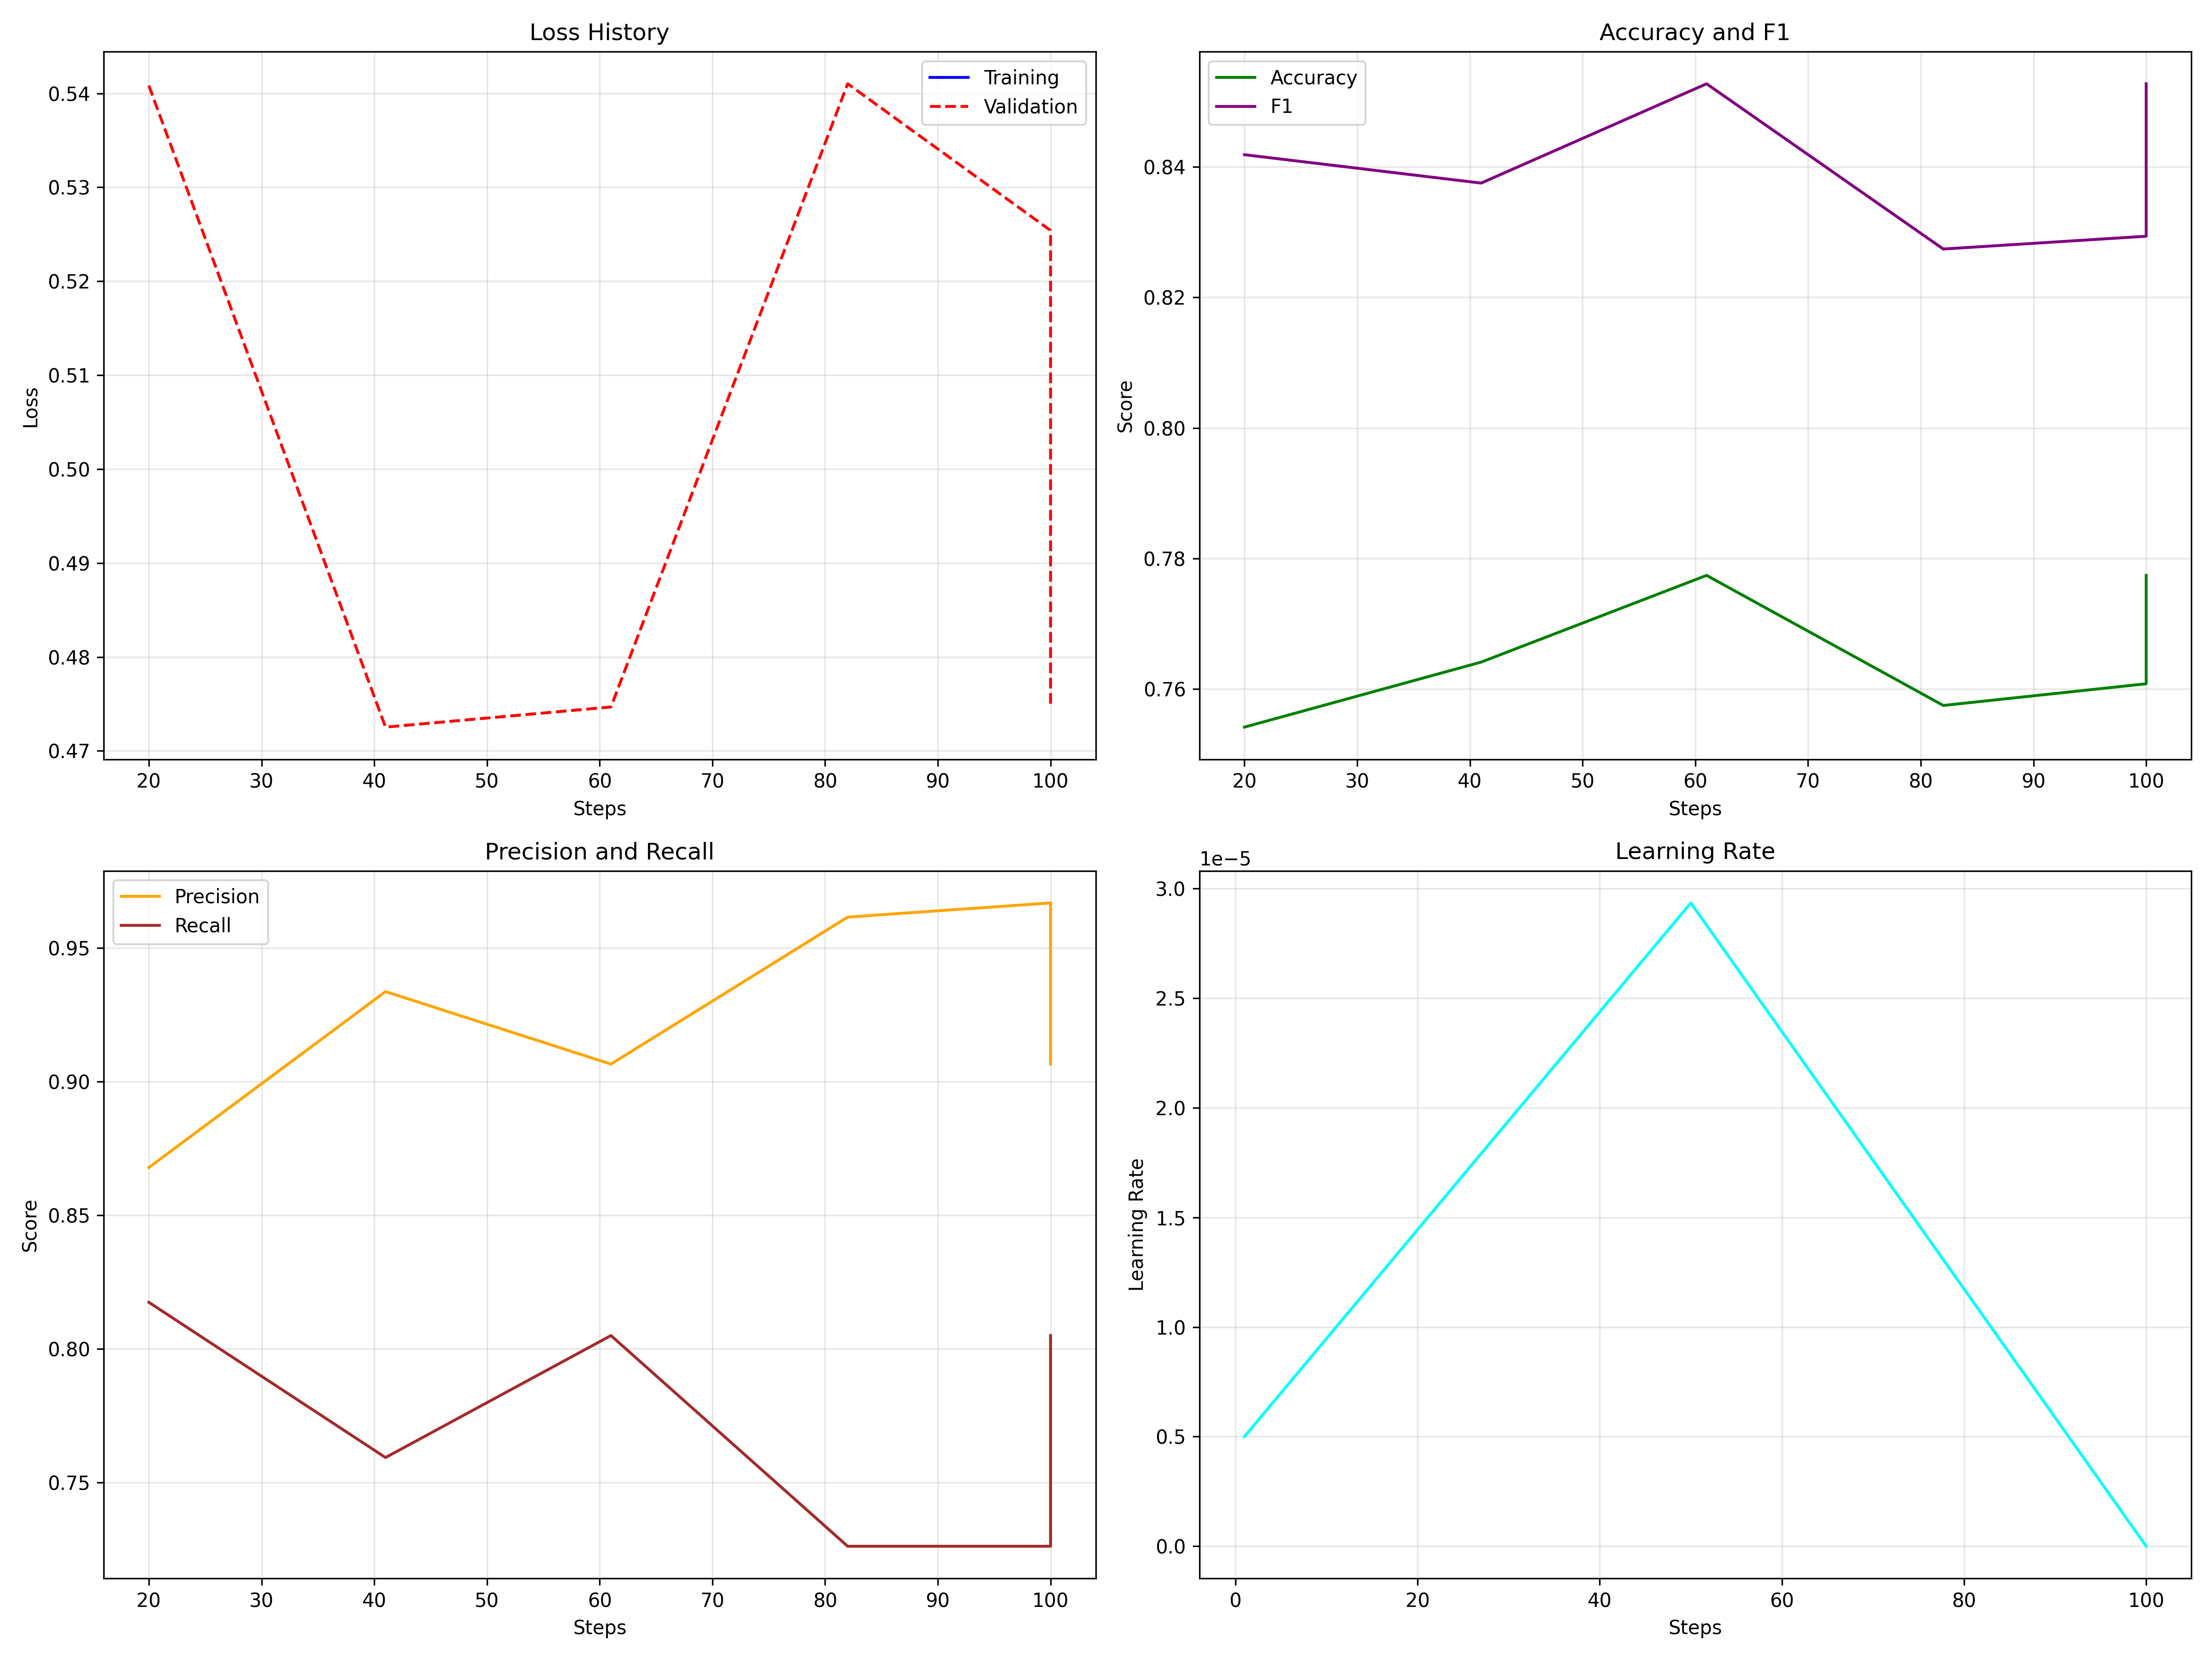 Loss History
Training
Validation
0.54
0.53
0.52
0.51
0.50
0.49
0.48
0.47
Loss
20 30 40 50 60 70 80 90 100
Steps
Accuracy and F1
Accuracy
F1
0.84
0.82
0.80
0.78
0.76
Score
20 30 40 50 60 70 80 90 100
Steps
Precision and Recall
Precision
Recall
0.95
0.90
0.85
0.80
0.75
Score
20 30 40 50 60 70 80 90 100
Steps
Learning Rate
1e−5
3.0
2.5
2.0
1.5
1.0
0.5
0.0
Learning Rate
0 20 40 60 80 100
Steps